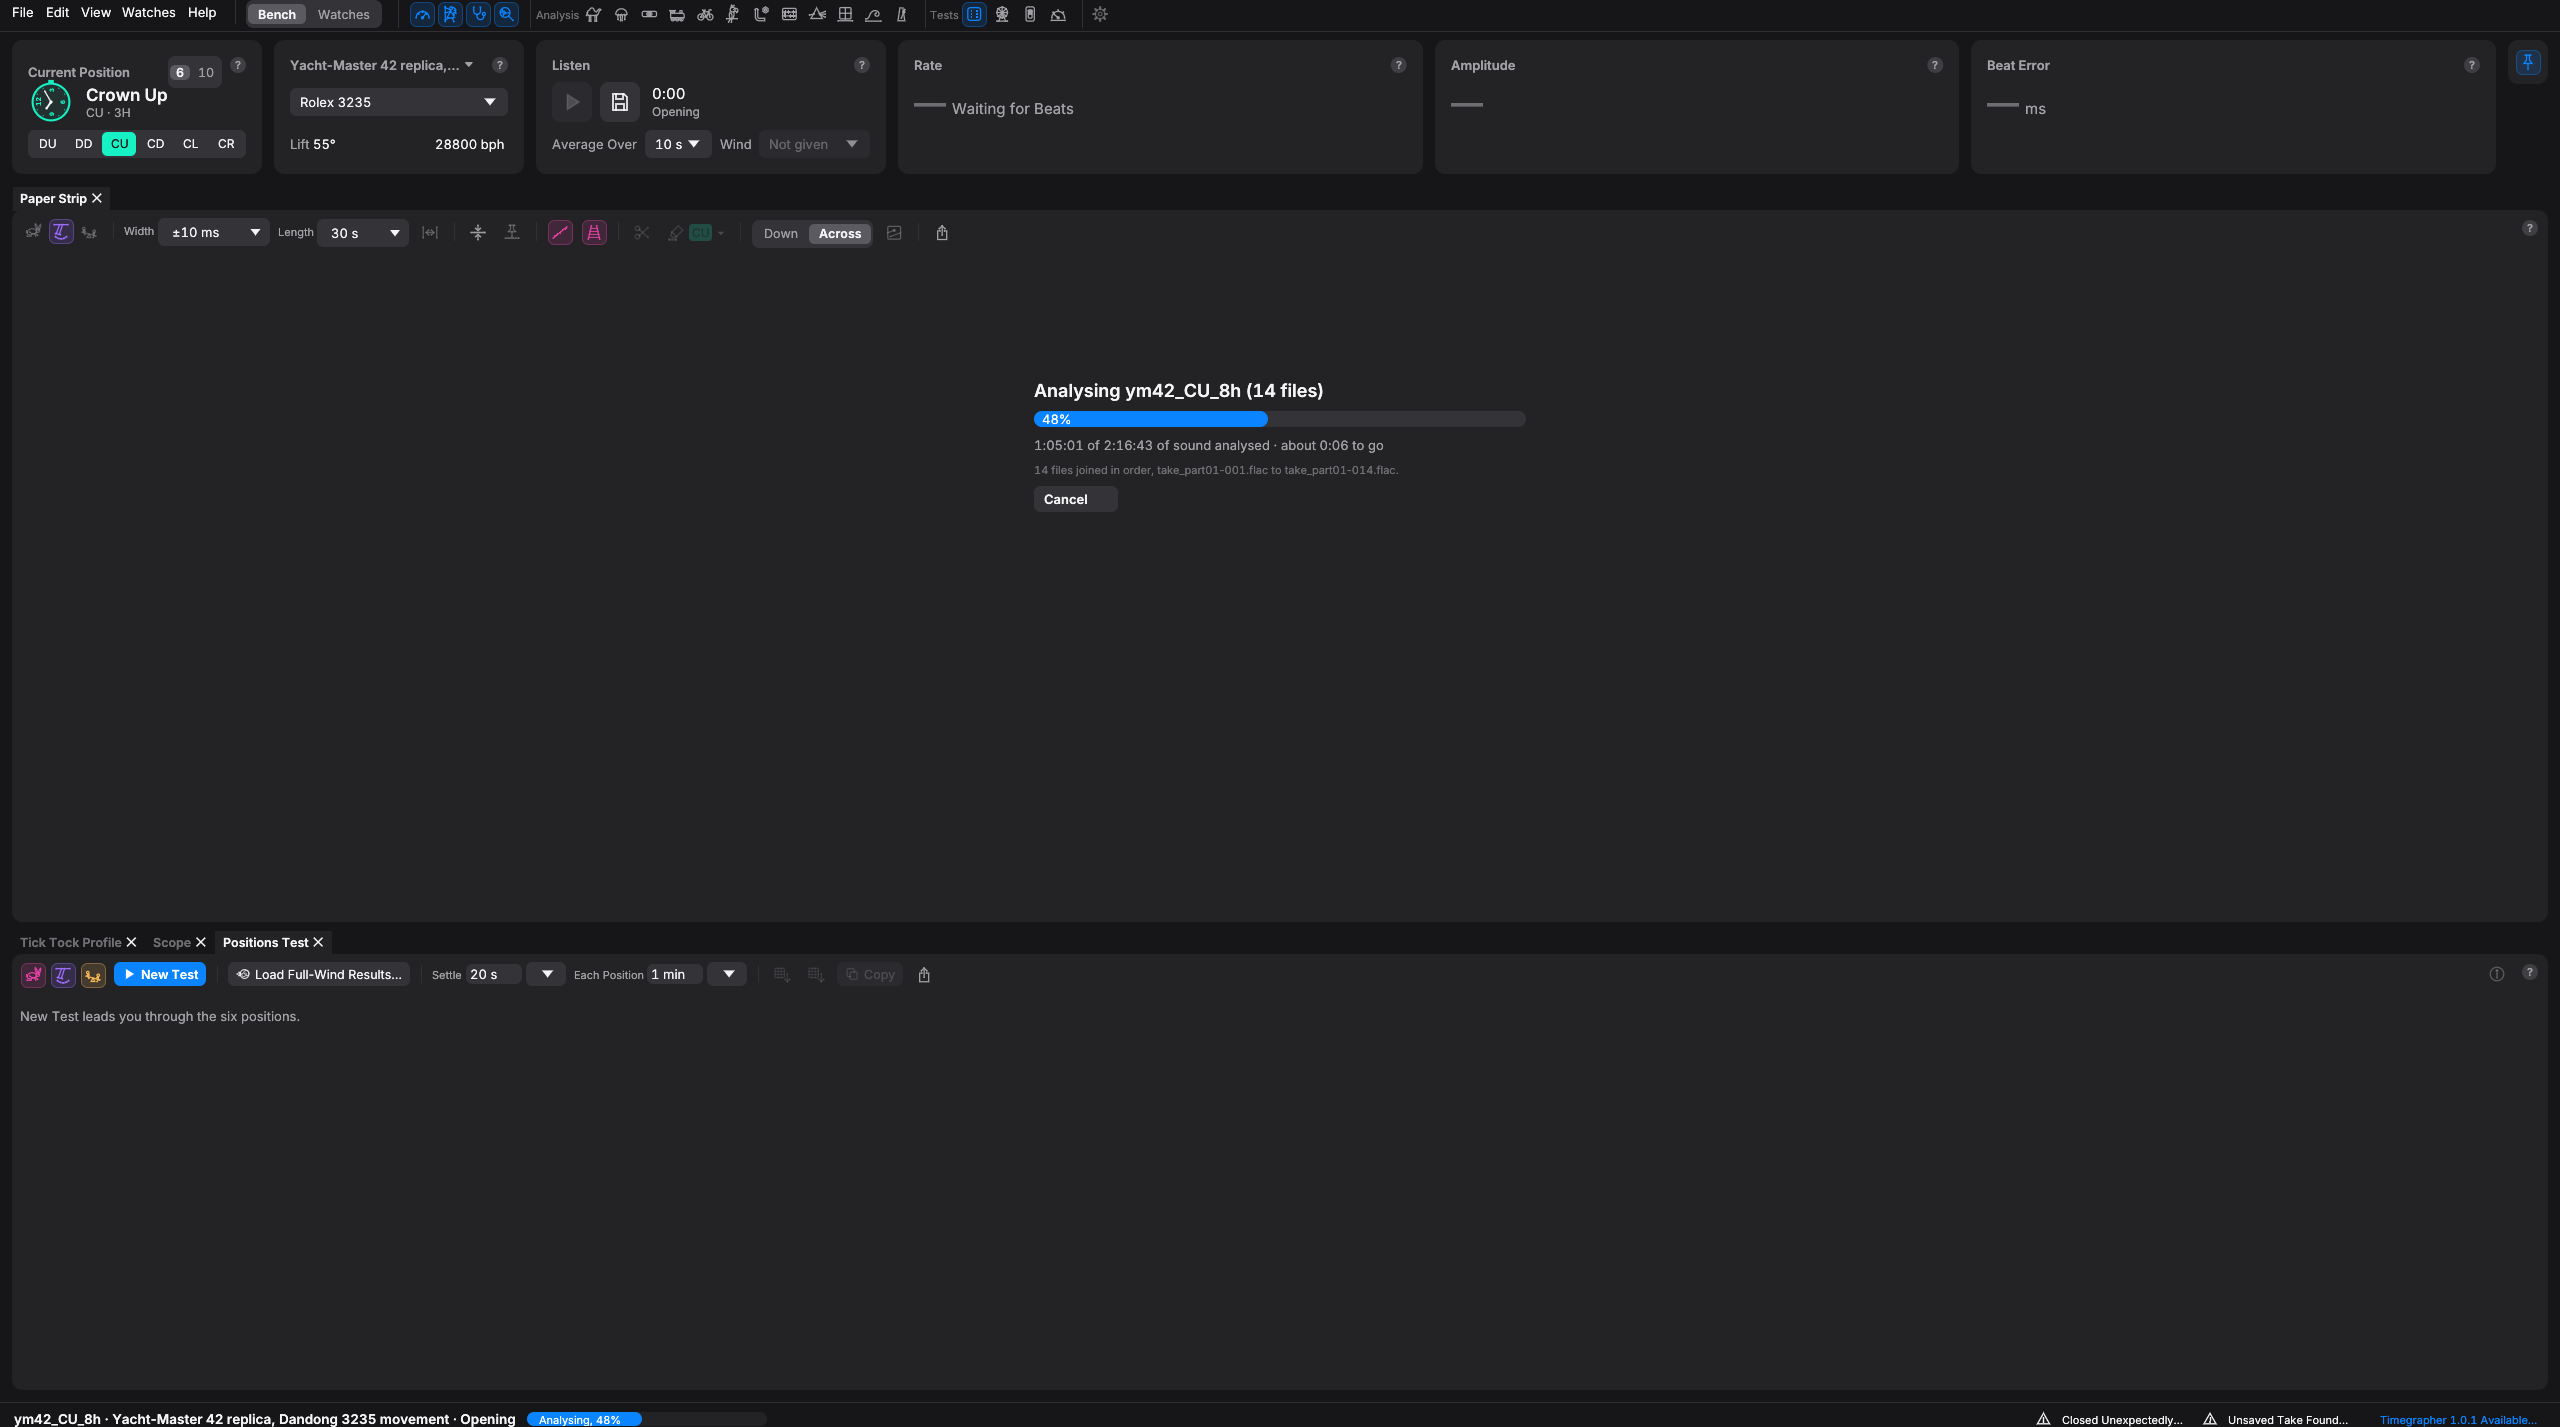 File Edit View Watches Help Bench Watches Analysis Tests
Current Position 6 10 ?
Crown Up
CU · 3H
DU DD CU CD CL CR
Yacht-Master 42 replica,... ?
Rolex 3235
Lift 55° 28800 bph
Listen ?
0:00
Opening
Average Over 10 s Wind Not given
Rate ?
Waiting for Beats
Amplitude ?
Beat Error ?
ms
Paper Strip
Width ±10 ms Length 30 s CU Down Across ?
Analysing ym42_CU_8h (14 files)
48%
1:05:01 of 2:16:43 of sound analysed · about 0:06 to go
14 files joined in order, take_part01-001.flac to take_part01-014.flac.
Cancel
Tick Tock Profile Scope Positions Test
New Test Load Full-Wind Results... Settle 20 s Each Position 1 min Copy ?
New Test leads you through the six positions.
ym42_CU_8h · Yacht-Master 42 replica, Dandong 3235 movement · Opening Analysing, 48% Closed Unexpectedly... Unsaved Take Found... Timegrapher 1.0.1 Available...